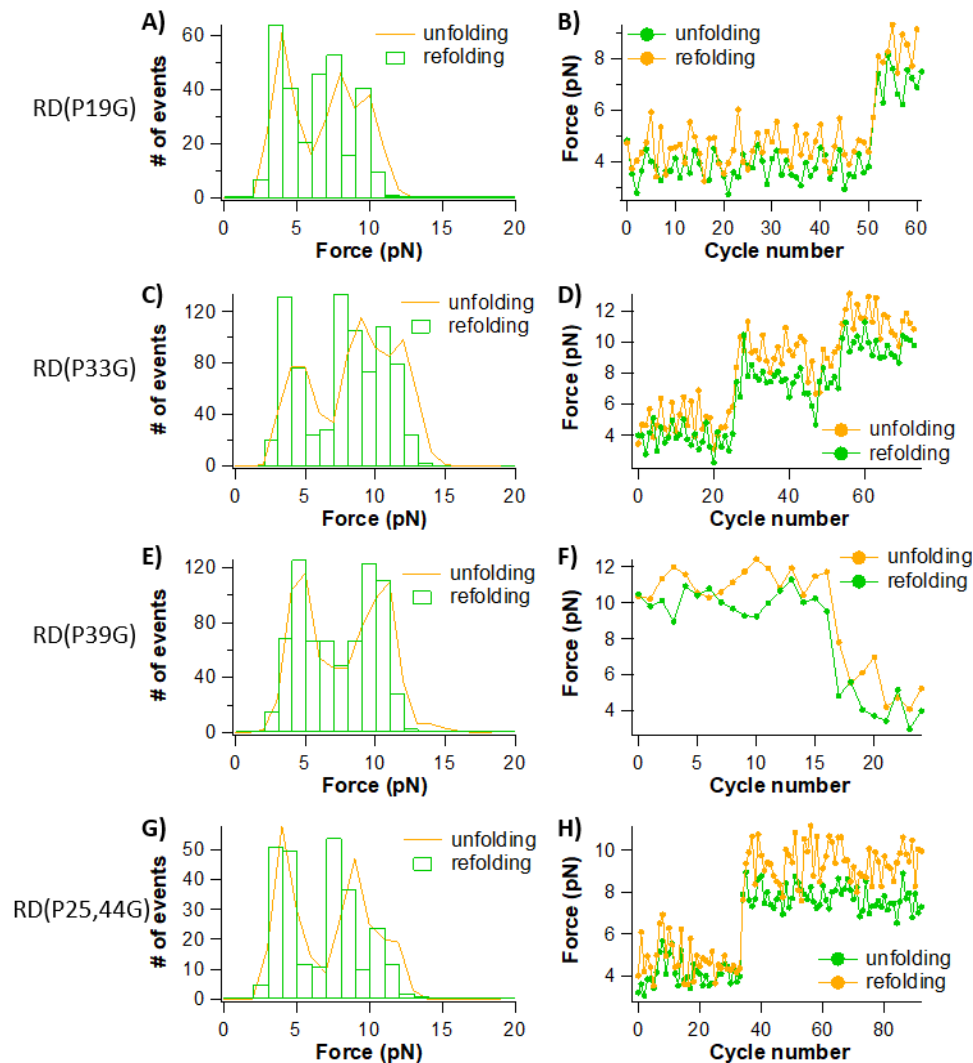 RD(P19G)
A)
# of events
60
40
20
0
unfolding
refolding
0 5 10 15 20
Force (pN)
B)
Force (pN)
8
6
4
unfolding
refolding
0 10 20 30 40 50 60
Cycle number
RD(P33G)
C)
# of events
120
80
40
0
unfolding
refolding
0 5 10 15 20
Force (pN)
D)
Force (pN)
12
10
8
6
4
unfolding
refolding
0 20 40 60
Cycle number
RD(P39G)
E)
# of events
120
80
40
0
unfolding
refolding
0 5 10 15 20
Force (pN)
F)
Force (pN)
12
10
8
6
4
unfolding
refolding
0 5 10 15 20
Cycle number
RD(P25,44G)
G)
# of events
50
40
30
20
10
0
unfolding
refolding
0 5 10 15 20
Force (pN)
H)
Force (pN)
10
8
6
4
unfolding
refolding
0 20 40 60 80
Cycle number